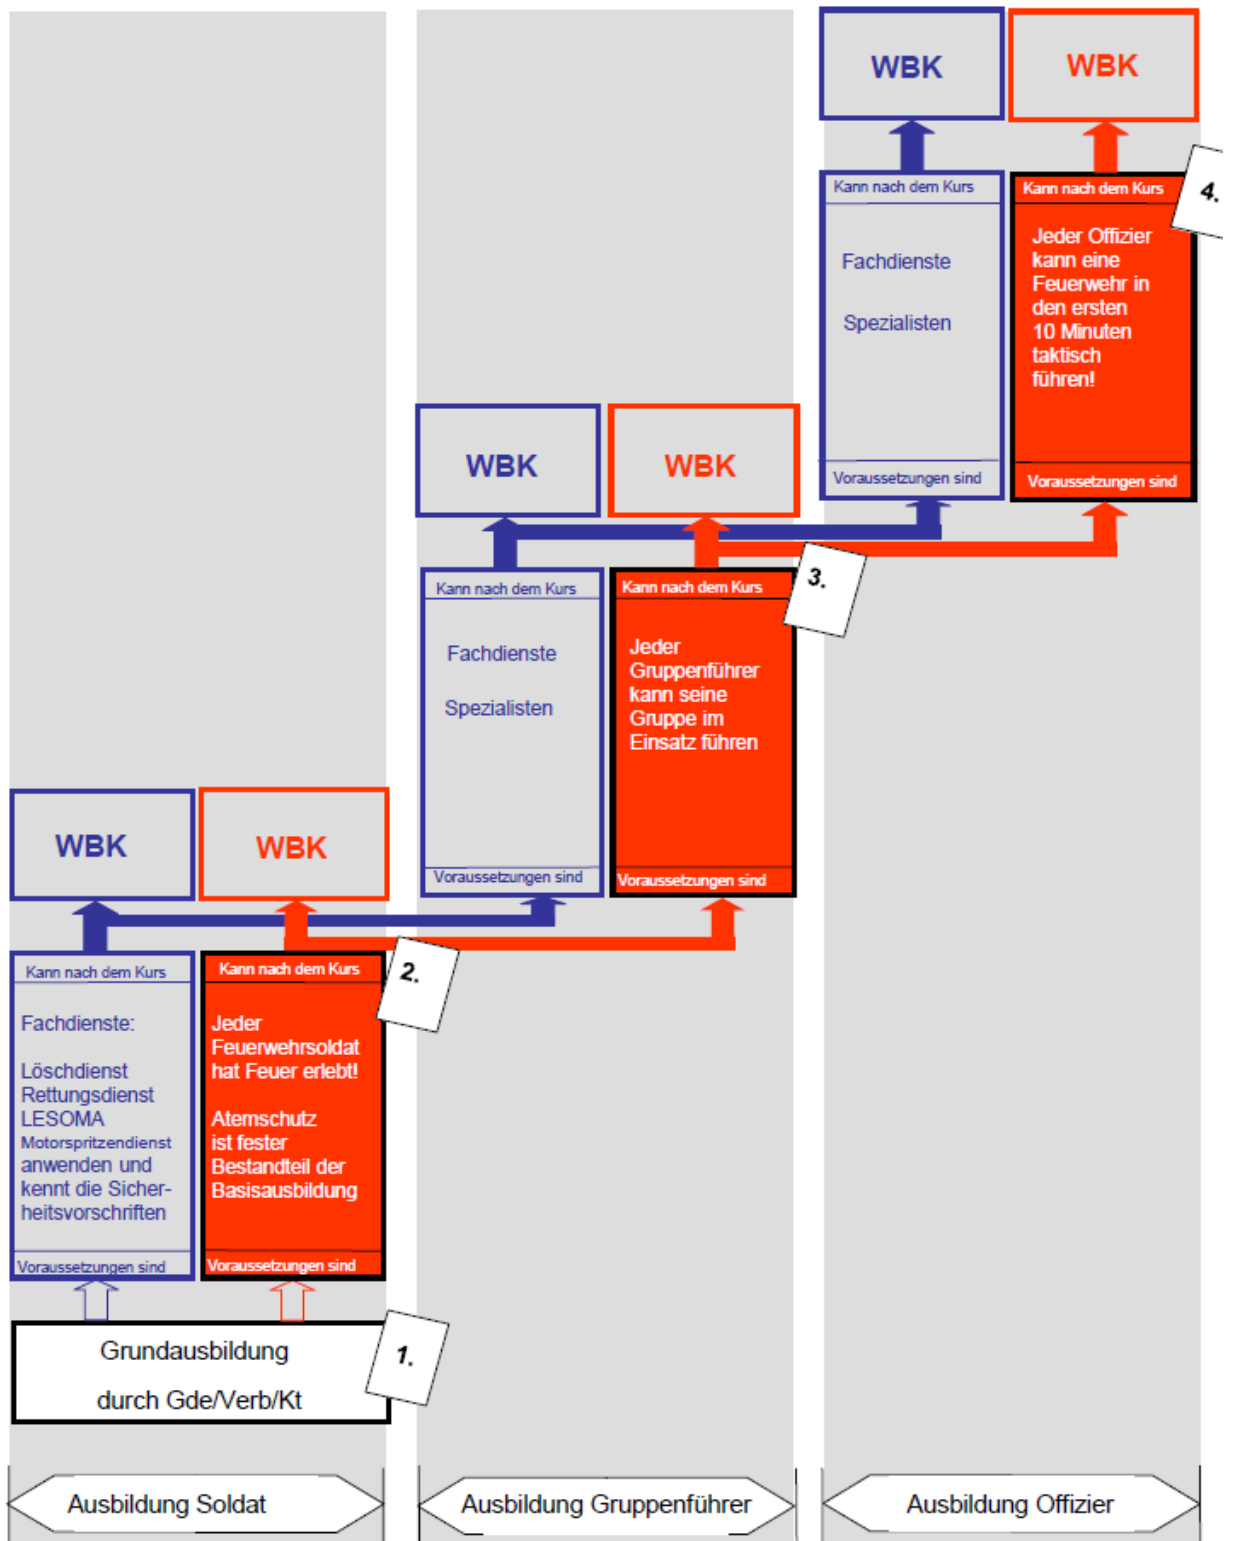 WBK
WBK
Kann nach dem Kurs
Fachdienste
Spezialisten
Voraussetzungen sind
Kann nach dem Kurs
Jeder Offizier
kann eine
Feuerwehr in
den ersten
10 Minuten
taktisch
führen!
Voraussetzungen sind
4.
WBK
WBK
Kann nach dem Kurs
Fachdienste
Spezialisten
Voraussetzungen sind
Kann nach dem Kurs
Jeder
Gruppenführer
kann seine
Gruppe im
Einsatz führen
Voraussetzungen sind
3.
WBK
WBK
Kann nach dem Kurs
Fachdienste:
Löschdienst
Rettungsdienst
LESOMA
Motorspritzendienst
anwenden und
kennt die Sicher-
heitsvorschriften
Voraussetzungen sind
Kann nach dem Kurs
Jeder
Feuerwehrsoldat
hat Feuer erlebt!
Atemschutz
ist fester
Bestandteil der
Basisausbildung
Voraussetzungen sind
2.
Grundausbildung
durch Gde/Verb/Kt
1.
Ausbildung Soldat
Ausbildung Gruppenführer
Ausbildung Offizier